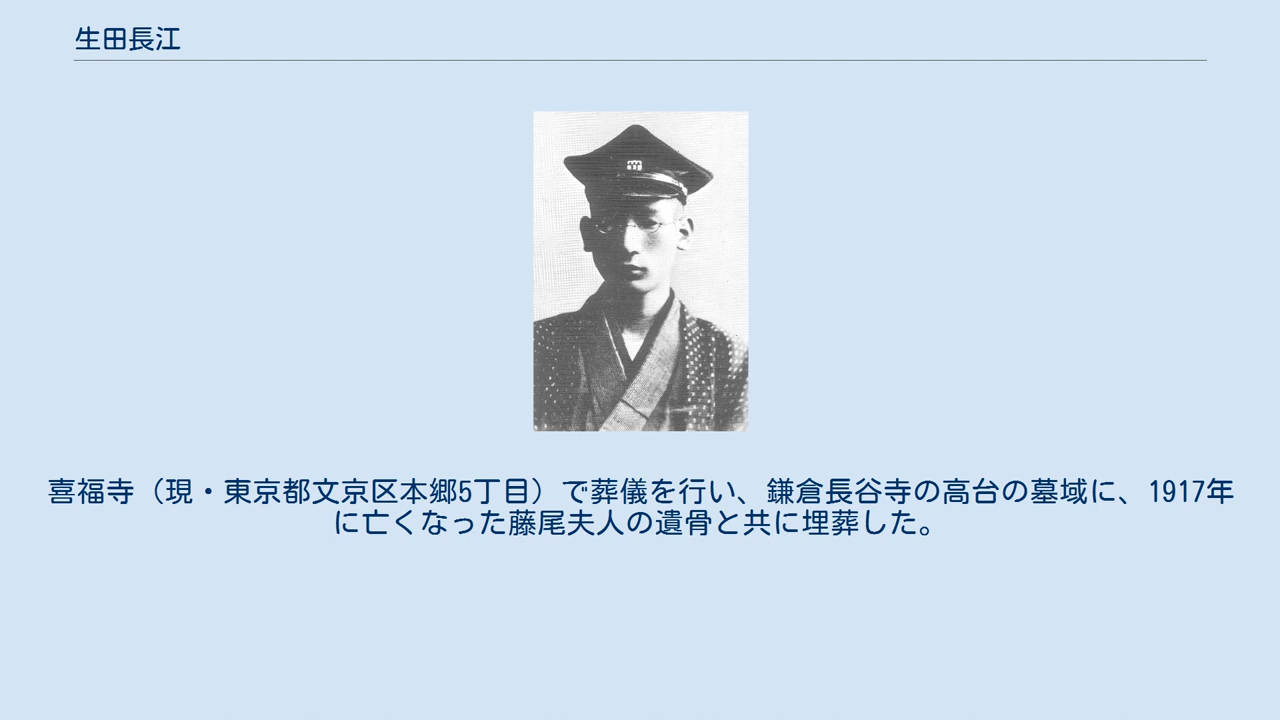 生田長江
喜福寺（現・東京都文京区本郷5丁目）で葬儀を行い、鎌倉長谷寺の高台の墓域に、1917年
に亡くなった藤尾夫人の遺骨と共に埋葬した。